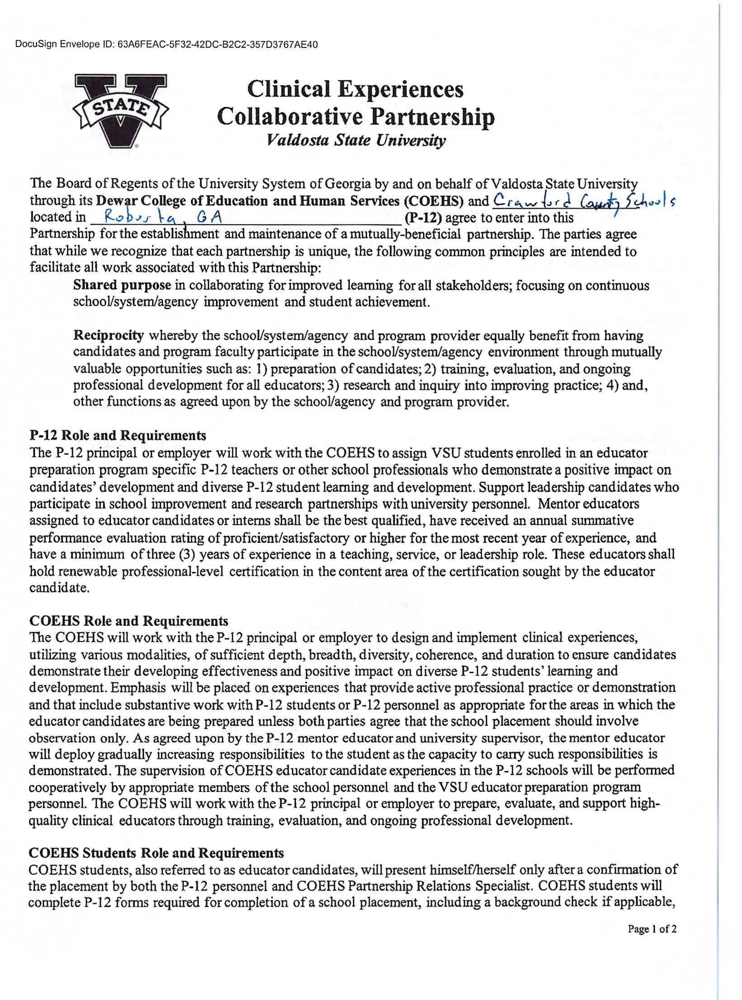 DocuSign Envelope ID: 63A6FEAC-5F32-42DC-B2C2-357D3767AE40
STATE
Clinical Experiences
Collaborative Partnership
Valdosta State University
The Board of Regents of the University System of Georgia by and on behalf of Valdosta State University
through its Dewar College of Education and Human Services (COEHS) and Crawford County Schools
located in Roberta, GA (P-12) agree to enter into this
Partnership for the establishment and maintenance of a mutually-beneficial partnership. The parties agree
that while we recognize that each partnership is unique, the following common principles are intended to
facilitate all work associated with this Partnership:
Shared purpose in collaborating for improved learning for all stakeholders; focusing on continuous
school/system/agency improvement and student achievement.
Reciprocity whereby the school/system/agency and program provider equally benefit from having
candidates and program faculty participate in the school/system/agency environment through mutually
valuable opportunities such as: 1) preparation of candidates; 2) training, evaluation, and ongoing
professional development for all educators; 3) research and inquiry into improving practice; 4) and,
other functions as agreed upon by the school/agency and program provider.
P-12 Role and Requirements
The P-12 principal or employer will work with the COEHS to assign VSU students enrolled in an educator
preparation program specific P-12 teachers or other school professionals who demonstrate a positive impact on
candidates' development and diverse P-12 student learning and development. Support leadership candidates who
participate in school improvement and research partnerships with university personnel. Mentor educators
assigned to educator candidates or interns shall be the best qualified, have received an annual summative
performance evaluation rating of proficient/satisfactory or higher for the most recent year of experience, and
have a minimum of three (3) years of experience in a teaching, service, or leadership role. These educators shall
hold renewable professional-level certification in the content area of the certification sought by the educator
candidate.
COEHS Role and Requirements
The COEHS will work with the P-12 principal or employer to design and implement clinical experiences,
utilizing various modalities, of sufficient depth, breadth, diversity, coherence, and duration to ensure candidates
demonstrate their developing effectiveness and positive impact on diverse P-12 students' learning and
development. Emphasis will be placed on experiences that provide active professional practice or demonstration
and that include substantive work with P-12 students or P-12 personnel as appropriate for the areas in which the
educator candidates are being prepared unless both parties agree that the school placement should involve
observation only. As agreed upon by the P-12 mentor educator and university supervisor, the mentor educator
will deploy gradually increasing responsibilities to the student as the capacity to carry such responsibilities is
demonstrated. The supervision of COEHS educator candidate experiences in the P-12 schools will be performed
cooperatively by appropriate members of the school personnel and the VSU educator preparation program
personnel. The COEHS will work with the P-12 principal or employer to prepare, evaluate, and support high-
quality clinical educators through training, evaluation, and ongoing professional development.
COEHS Students Role and Requirements
COEHS students, also referred to as educator candidates, will present himself/herself only after a confirmation of
the placement by both the P-12 personnel and COEHS Partnership Relations Specialist. COEHS students will
complete P-12 forms required for completion of a school placement, including a background check if applicable,
Page 1 of 2